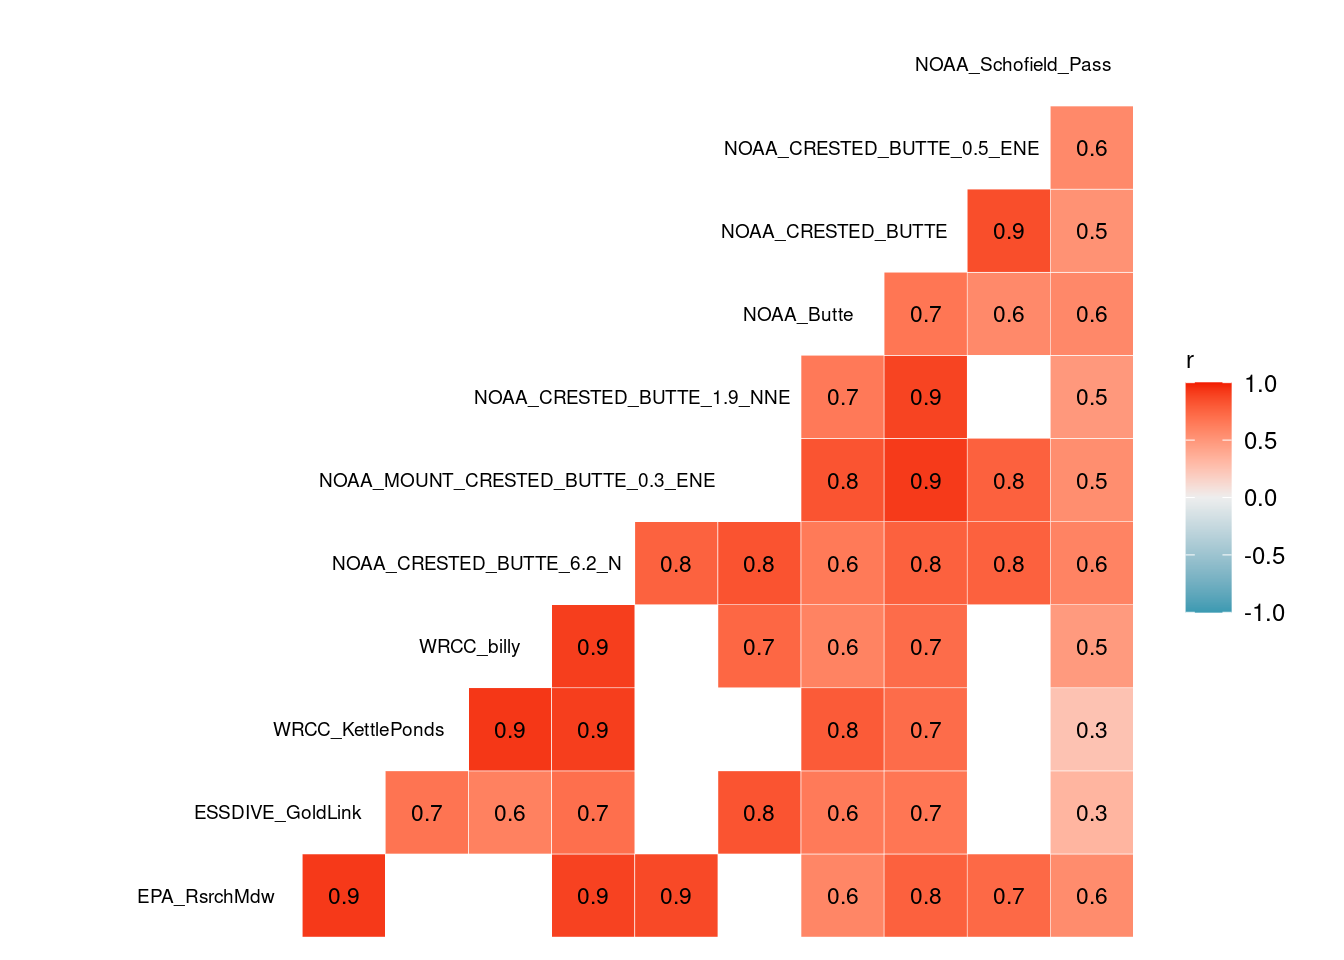 NOAA_Schofield_Pass
NOAA_CRESTED_BUTTE_0.5_ENE 0.6
NOAA_CRESTED_BUTTE 0.9 0.5
NOAA_Butte 0.7 0.6 0.6
NOAA_CRESTED_BUTTE_1.9_NNE 0.7 0.9 0.5
NOAA_MOUNT_CRESTED_BUTTE_0.3_ENE 0.8 0.9 0.8 0.5
NOAA_CRESTED_BUTTE_6.2_N 0.8 0.8 0.6 0.8 0.8 0.6
WRCC_billy 0.9 0.7 0.6 0.7 0.5
WRCC_KettlePonds 0.9 0.9 0.8 0.7 0.3
ESSDIVE_GoldLink 0.7 0.6 0.7 0.8 0.6 0.7 0.3
EPA_RsrchMdw 0.9 0.9 0.9 0.6 0.8 0.7 0.6
r
1.0
0.5
0.0
-0.5
-1.0